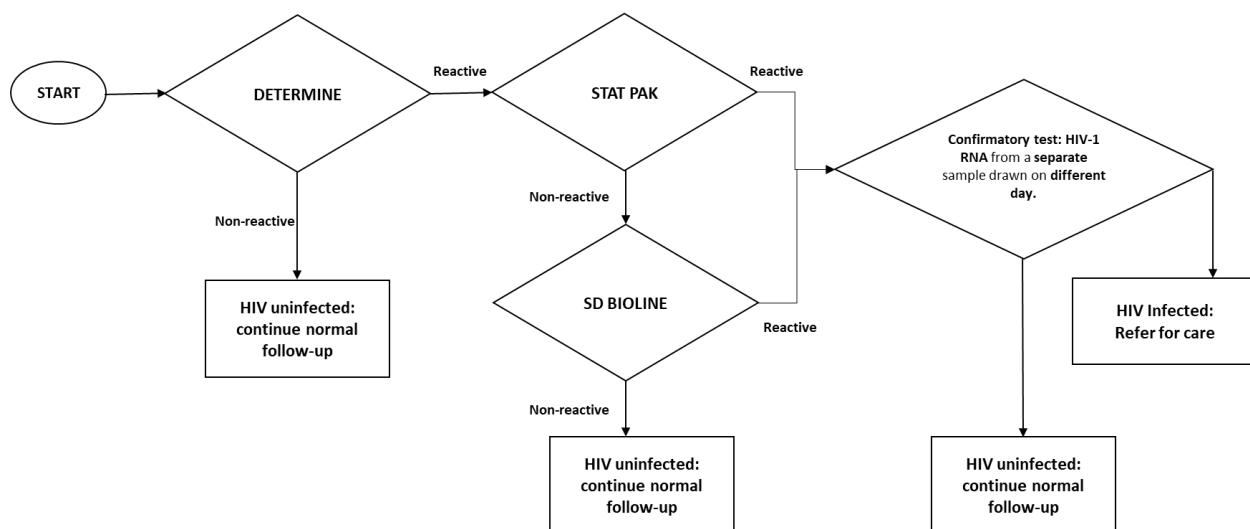 START
DETERMINE
Reactive
STAT PAK
Reactive
Confirmatory test: HIV-1
RNA from a separate
sample drawn on different
day.
Non-reactive
Non-reactive
HIV uninfected:
continue normal
follow-up
SD BIOLINE
Reactive
HIV Infected:
Refer for care
Non-reactive
HIV uninfected:
continue normal
follow-up
HIV uninfected:
continue normal
follow-up